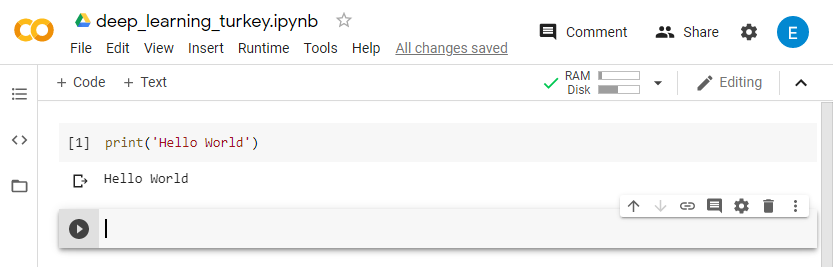 deep_learning_turkey.ipynb
File Edit View Insert Runtime Tools Help All changes saved
Comment Share E
+ Code + Text
RAM
Disk
Editing
[1] print('Hello World')
Hello World